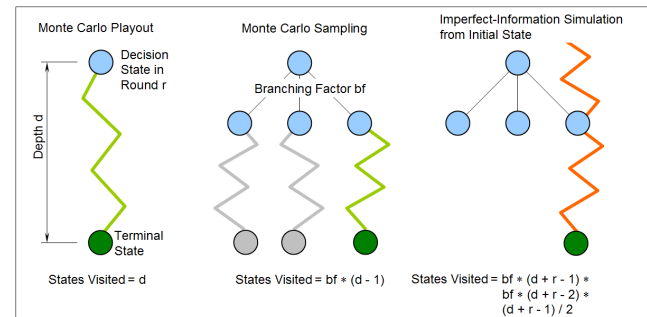 Monte Carlo Playout
Decision
State in
Round r
Depth d
Terminal
State
States Visited = d
Monte Carlo Sampling
Branching Factor bf
States Visited = bf * (d - 1)
Imperfect-Information Simulation
from Initial State
States Visited = bf * (d + r - 1) *
bf * (d + r - 2) *
(d + r - 1) / 2